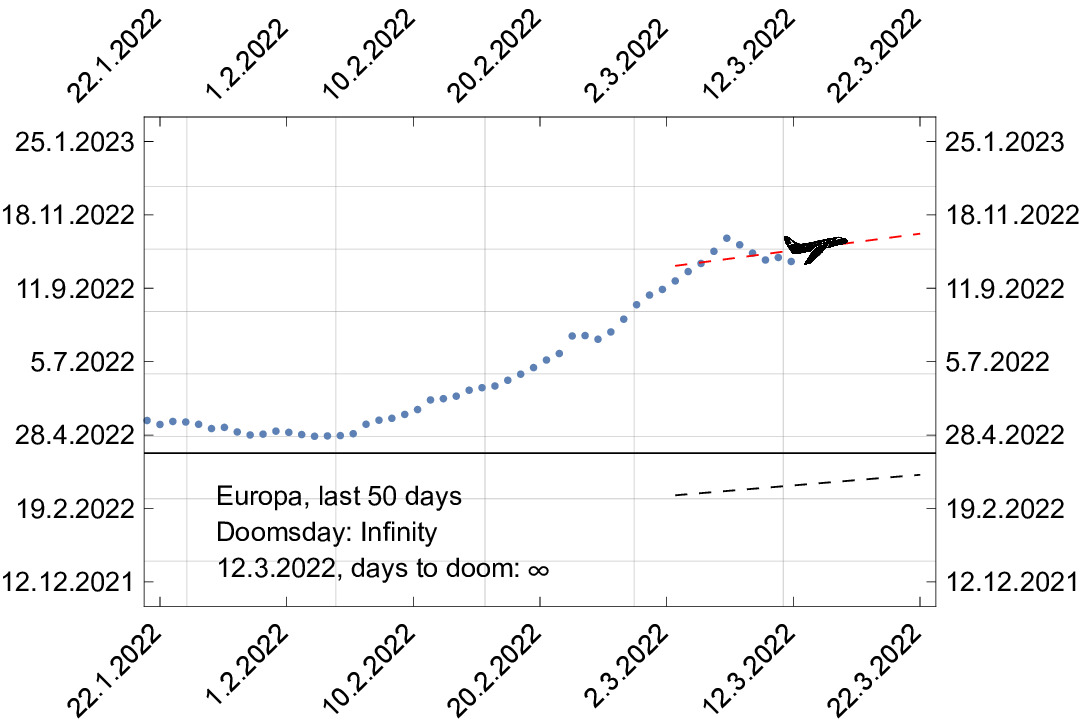 22.1.2022 1.2.2022 10.2.2022 20.2.2022 2.3.2022 12.3.2022 22.3.2022
25.1.2023 25.1.2023
18.11.2022 18.11.2022
11.9.2022 11.9.2022
5.7.2022 5.7.2022
28.4.2022 28.4.2022
Europa, last 50 days
19.2.2022 19.2.2022
Doomsday: Infinity
12.3.2022, days to doom: ∞
12.12.2021 12.12.2021
22.1.2022 1.2.2022 10.2.2022 20.2.2022 2.3.2022 12.3.2022 22.3.2022